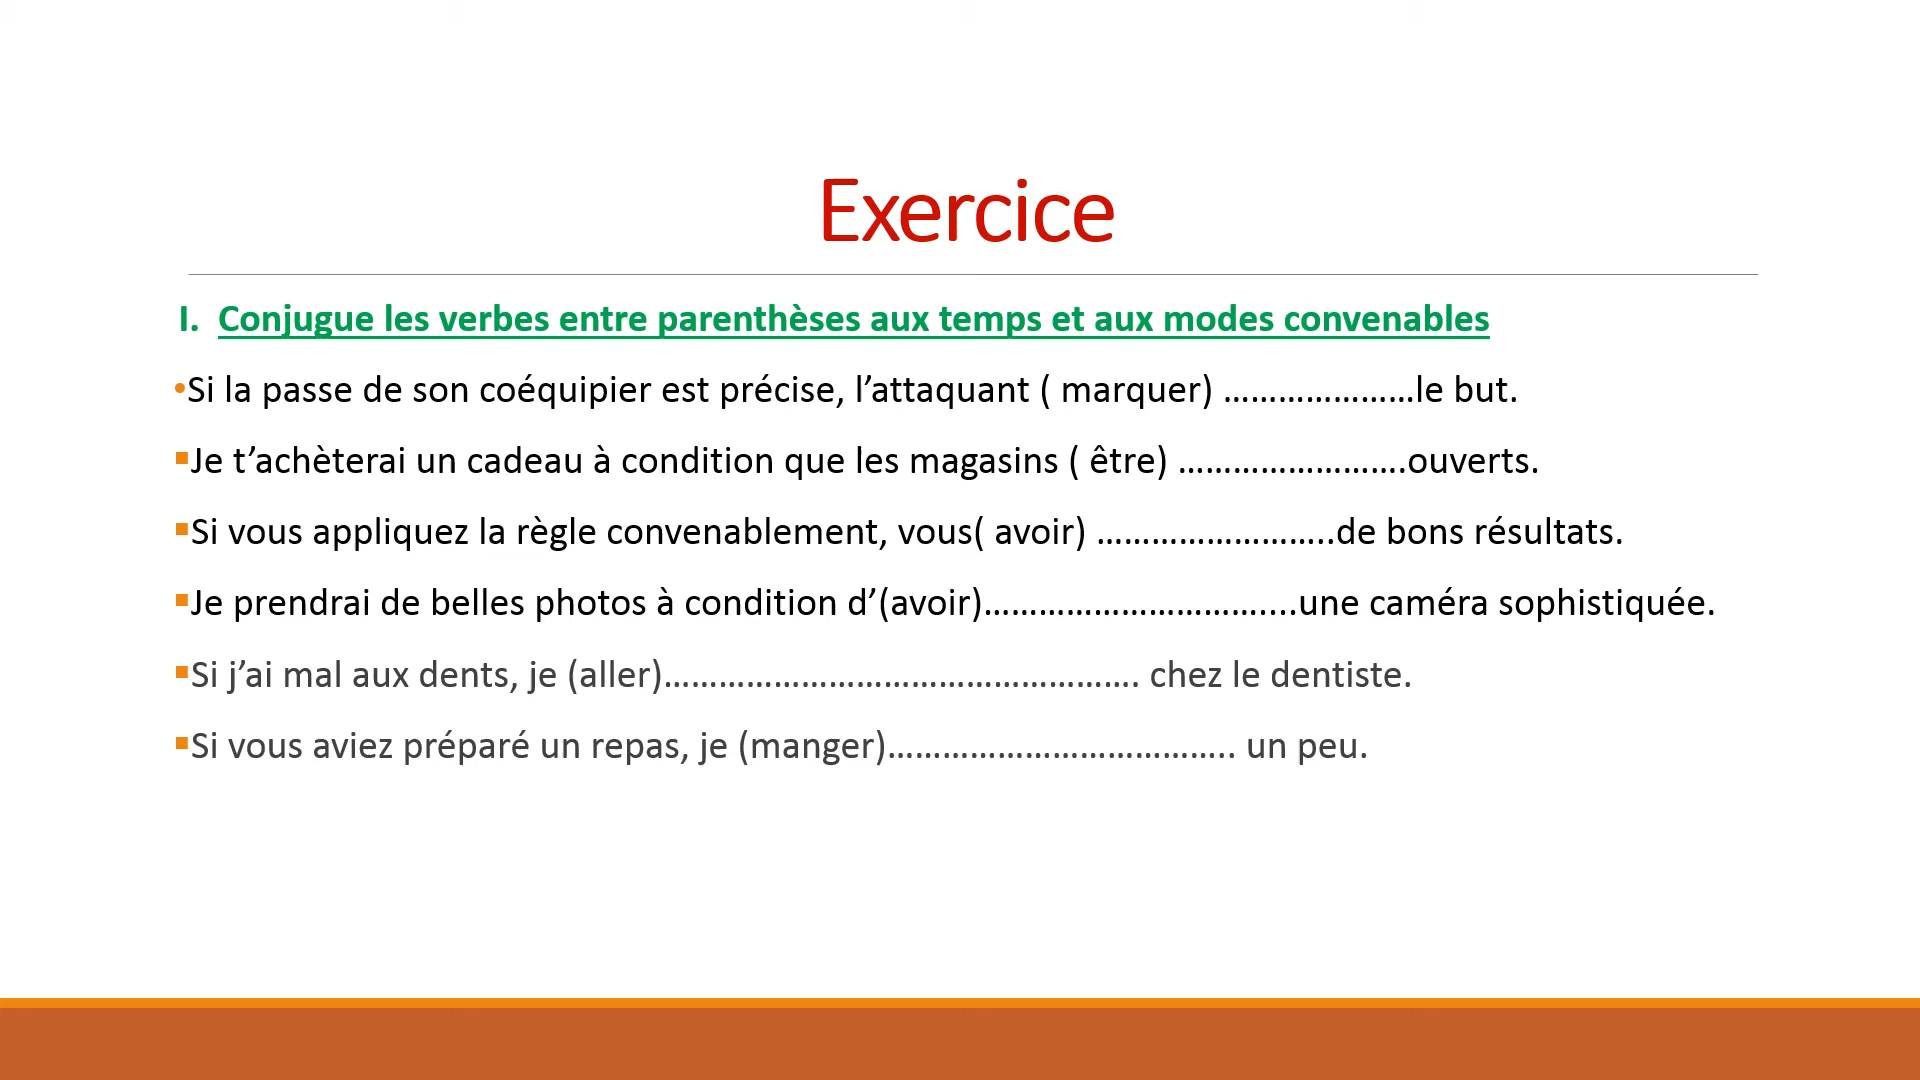 Exercice
I. Conjugue les verbes entre parenthèses aux temps et aux modes convenables
•Si la passe de son coéquipier est précise, l’attaquant ( marquer) …………………le but.
▪Je t’achèterai un cadeau à condition que les magasins ( être) …………………….ouverts.
▪Si vous appliquez la règle convenablement, vous( avoir) ……………………..de bons résultats.
▪Je prendrai de belles photos à condition d’(avoir)…………………………....une caméra sophistiquée.
▪Si j’ai mal aux dents, je (aller)……………………………………………. chez le dentiste.
▪Si vous aviez préparé un repas, je (manger)……………………………….. un peu.